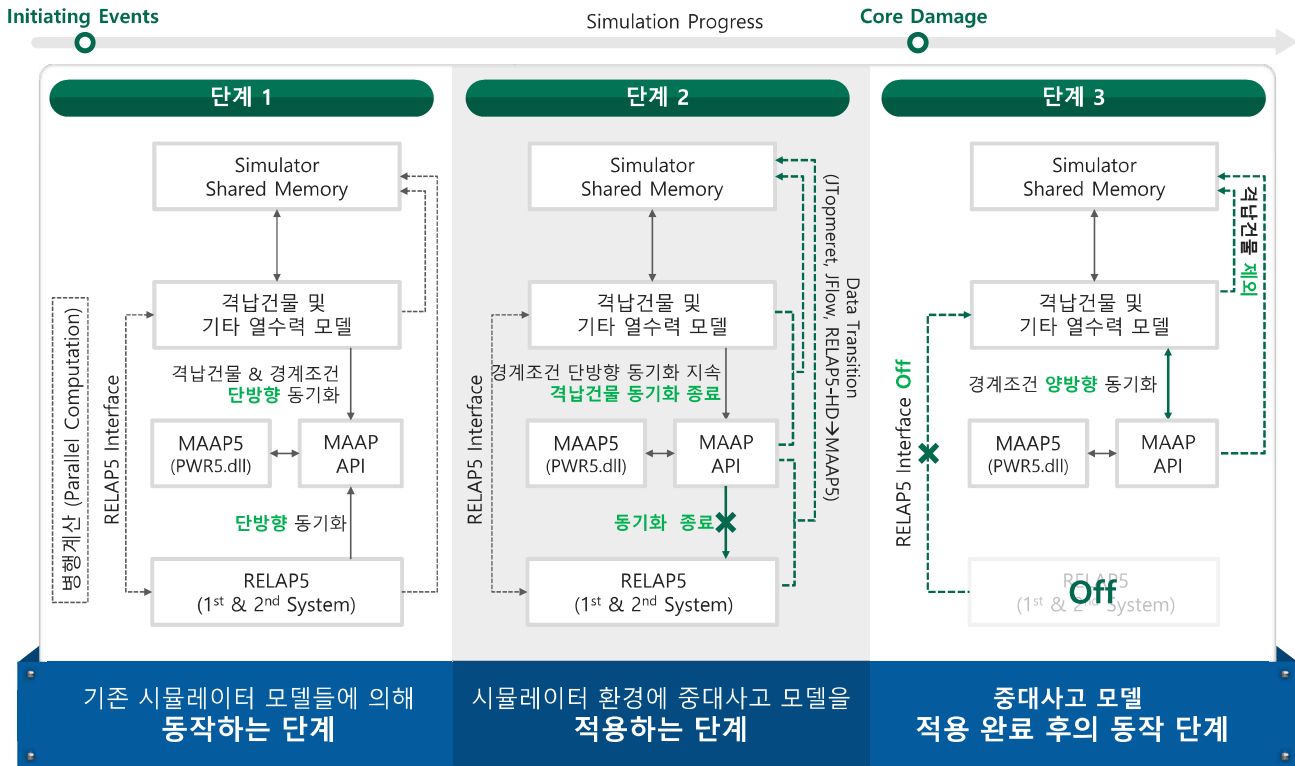 Initiating Events
Simulation Progress
Core Damage
단계 1
Simulator
Shared Memory
격납건물 및
기타 열수력 모델
격납건물 & 경계조건
단방향 동기화
MAAP5
(PWR5.dll)
MAAP
API
단방향 동기화
RELAP5
(1st & 2nd System)
병행계산 (Parallel Computation)
RELAP5 Interface
기존 시뮬레이터 모델들에 의해
동작하는 단계
단계 2
Simulator
Shared Memory
격납건물 및
기타 열수력 모델
경계조건 단방향 동기화 지속
격납건물 동기화 종료
MAAP5
(PWR5.dll)
MAAP
API
동기화 종료
RELAP5
(1st & 2nd System)
RELAP5 Interface
Data Transition
(JTopmeret, JFlow, RELAP5-HD→MAAP5)
시뮬레이터 환경에 중대사고 모델을
적용하는 단계
단계 3
Simulator
Shared Memory
격납건물 제외
격납건물 및
기타 열수력 모델
경계조건 양방향 동기화
MAAP5
(PWR5.dll)
MAAP
API
RELAP5 Interface Off
RELAP5
(1st & 2nd System)
Off
중대사고 모델
적용 완료 후의 동작 단계